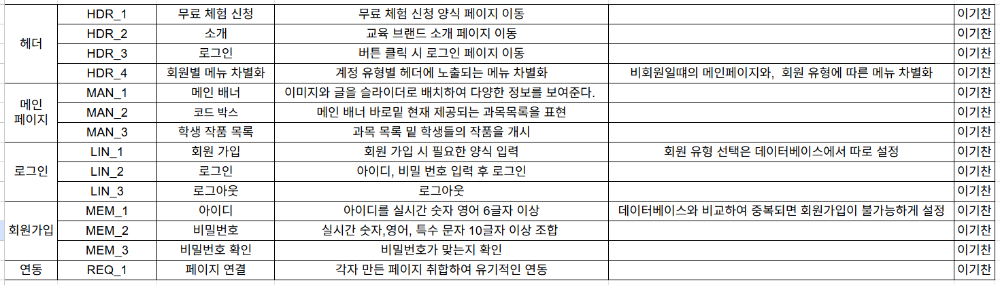 헤더
HDR_1 무료 체험 신청 무료 체험 신청 양식 페이지 이동 이기찬
HDR_2 소개 교육 브랜드 소개 페이지 이동 이기찬
HDR_3 로그인 버튼 클릭 시 로그인 페이지 이동 이기찬
HDR_4 회원별 메뉴 차별화 계정 유형별 헤더에 노출되는 메뉴 차별화 비회원일떄의 메인페이지와, 회원 유형에 따른 메뉴 차별화 이기찬
메인
페이지
MAN_1 메인 배너 이미지와 글을 슬라이더로 배치하여 다양한 정보를 보여준다. 이기찬
MAN_2 코드 박스 메인 배너 바로밑 현재 제공되는 과목목록을 표현 이기찬
MAN_3 학생 작품 목록 과목 목록 밑 학생들의 작품을 개시 이기찬
로그인
LIN_1 회원 가입 회원 가입 시 필요한 양식 입력 회원 유형 선택은 데이터베이스에서 따로 설정 이기찬
LIN_2 로그인 아이디, 비밀 번호 입력 후 로그인 이기찬
LIN_3 로그아웃 로그아웃 이기찬
회원가입
MEM_1 아이디 아이디를 실시간 숫자 영어 6글자 이상 데이터베이스와 비교하여 중복되면 회원가입이 불가능하게 설정 이기찬
MEM_2 비밀번호 실시간 숫자,영어, 특수 문자 10글자 이상 조합 이기찬
MEM_3 비밀번호 확인 비밀번호가 맞는지 확인 이기찬
연동 REQ_1 페이지 연결 각자 만든 페이지 취합하여 유기적인 연동 이기찬